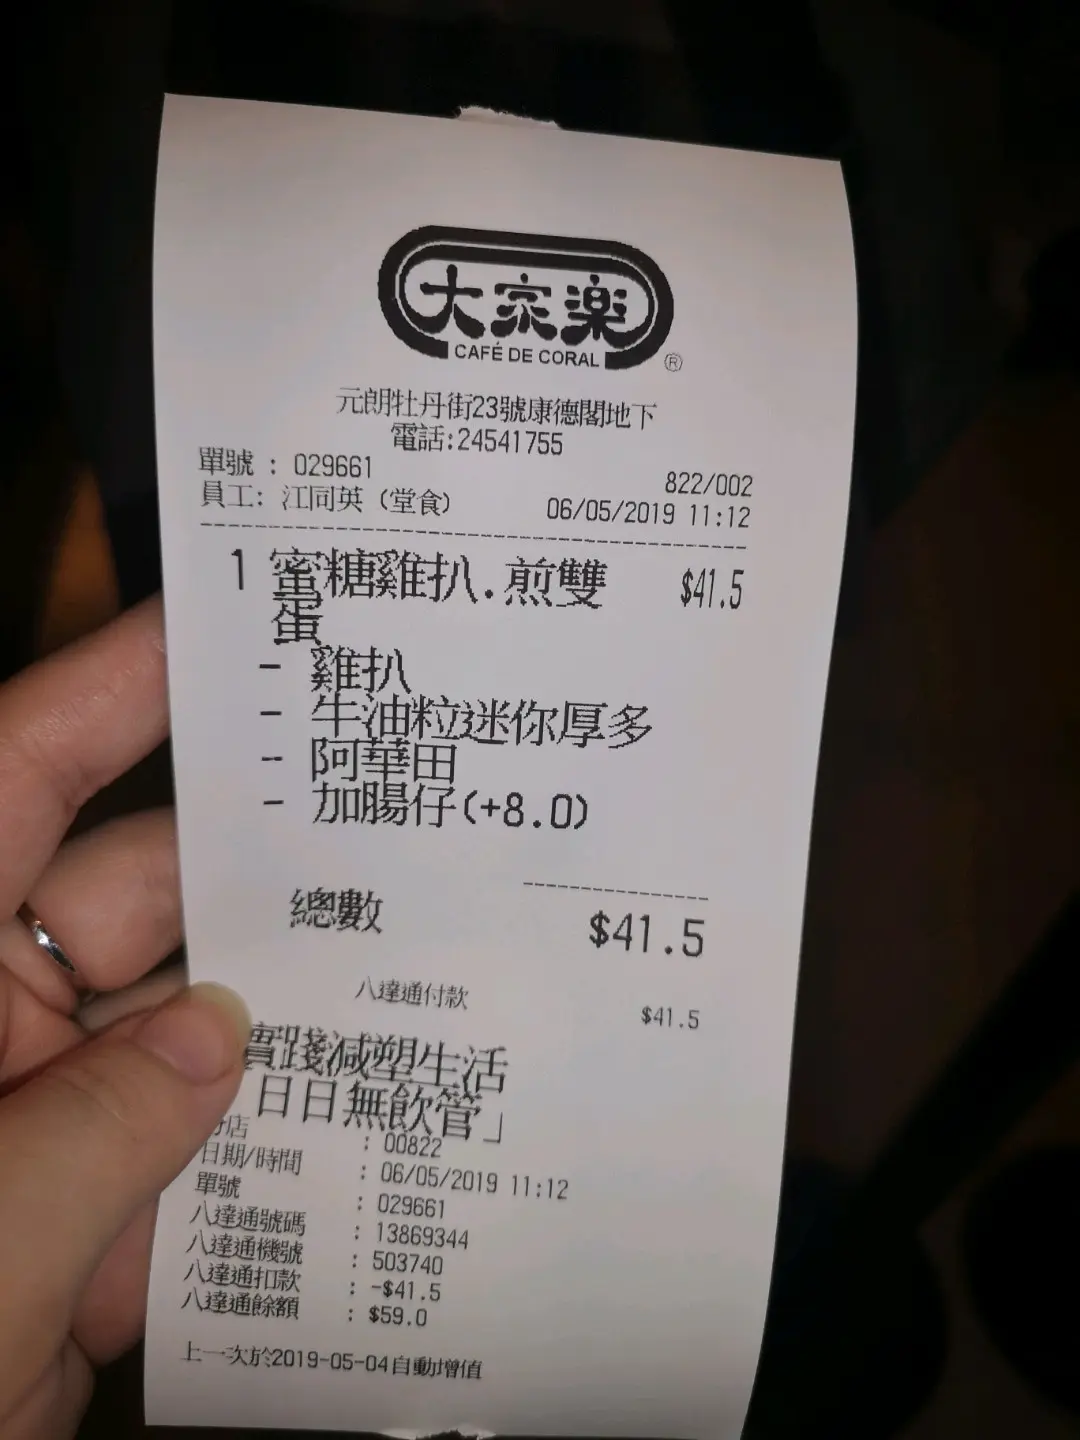 大家樂
CAFÉ DE CORAL ®
元朗牡丹街23號康德閣地下
電話:24541755
單號 : 029661 822/002
員工: 江同英 (堂食) 06/05/2019 11:12
1 蜜糖雞扒.煎雙 $41.5
蛋
- 雞扒
- 牛油粒迷你厚多
- 阿華田
- 加腸仔(+8.0)
總數 $41.5
八達通付款 $41.5
實踐減塑生活
日日無飲管」
分店 : 00822
日期/時間 : 06/05/2019 11:12
單號 : 029661
八達通號碼 : 13869344
八達通機號 : 503740
八達通扣款 : -$41.5
八達通餘額 : $59.0
上一次於2019-05-04自動增值